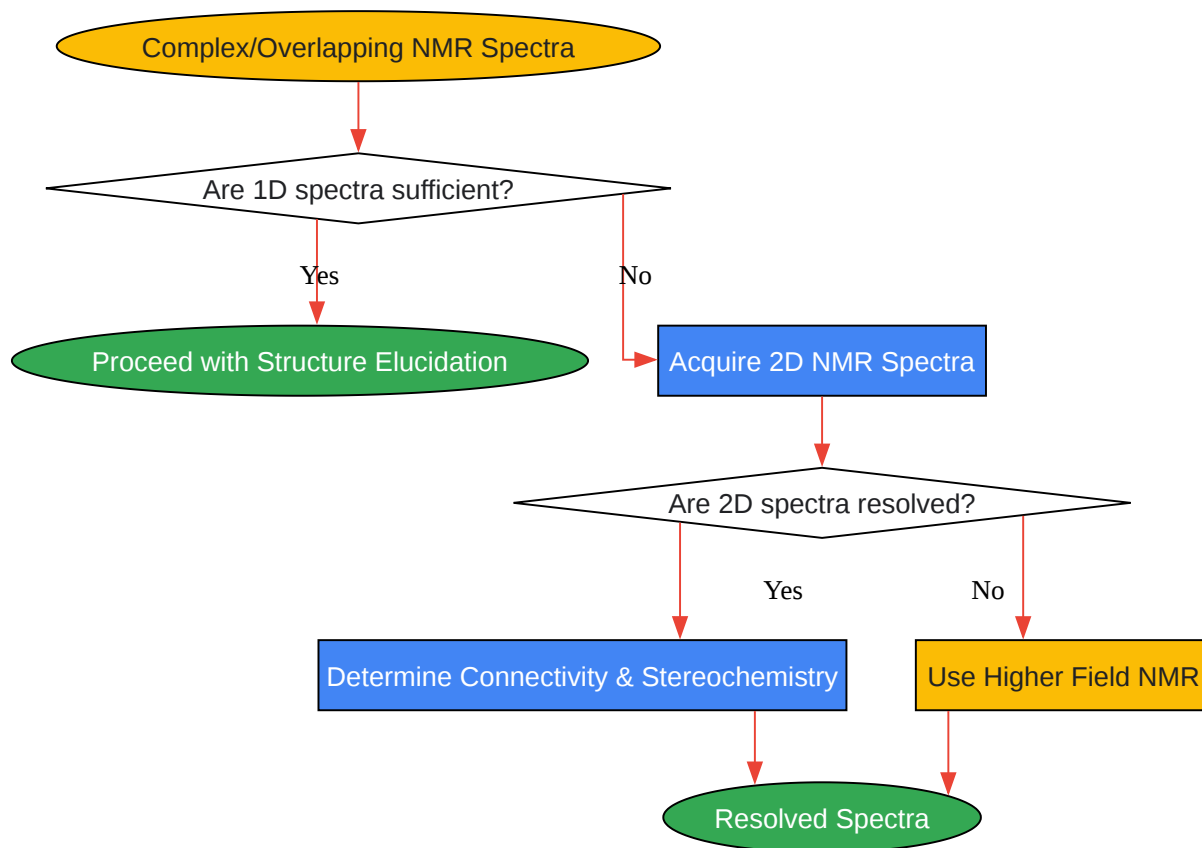 Complex/Overlapping NMR Spectra
Are 1D spectra sufficient?
Yes
No
Proceed with Structure Elucidation
Acquire 2D NMR Spectra
Are 2D spectra resolved?
Yes
No
Determine Connectivity & Stereochemistry
Use Higher Field NMR
Resolved Spectra